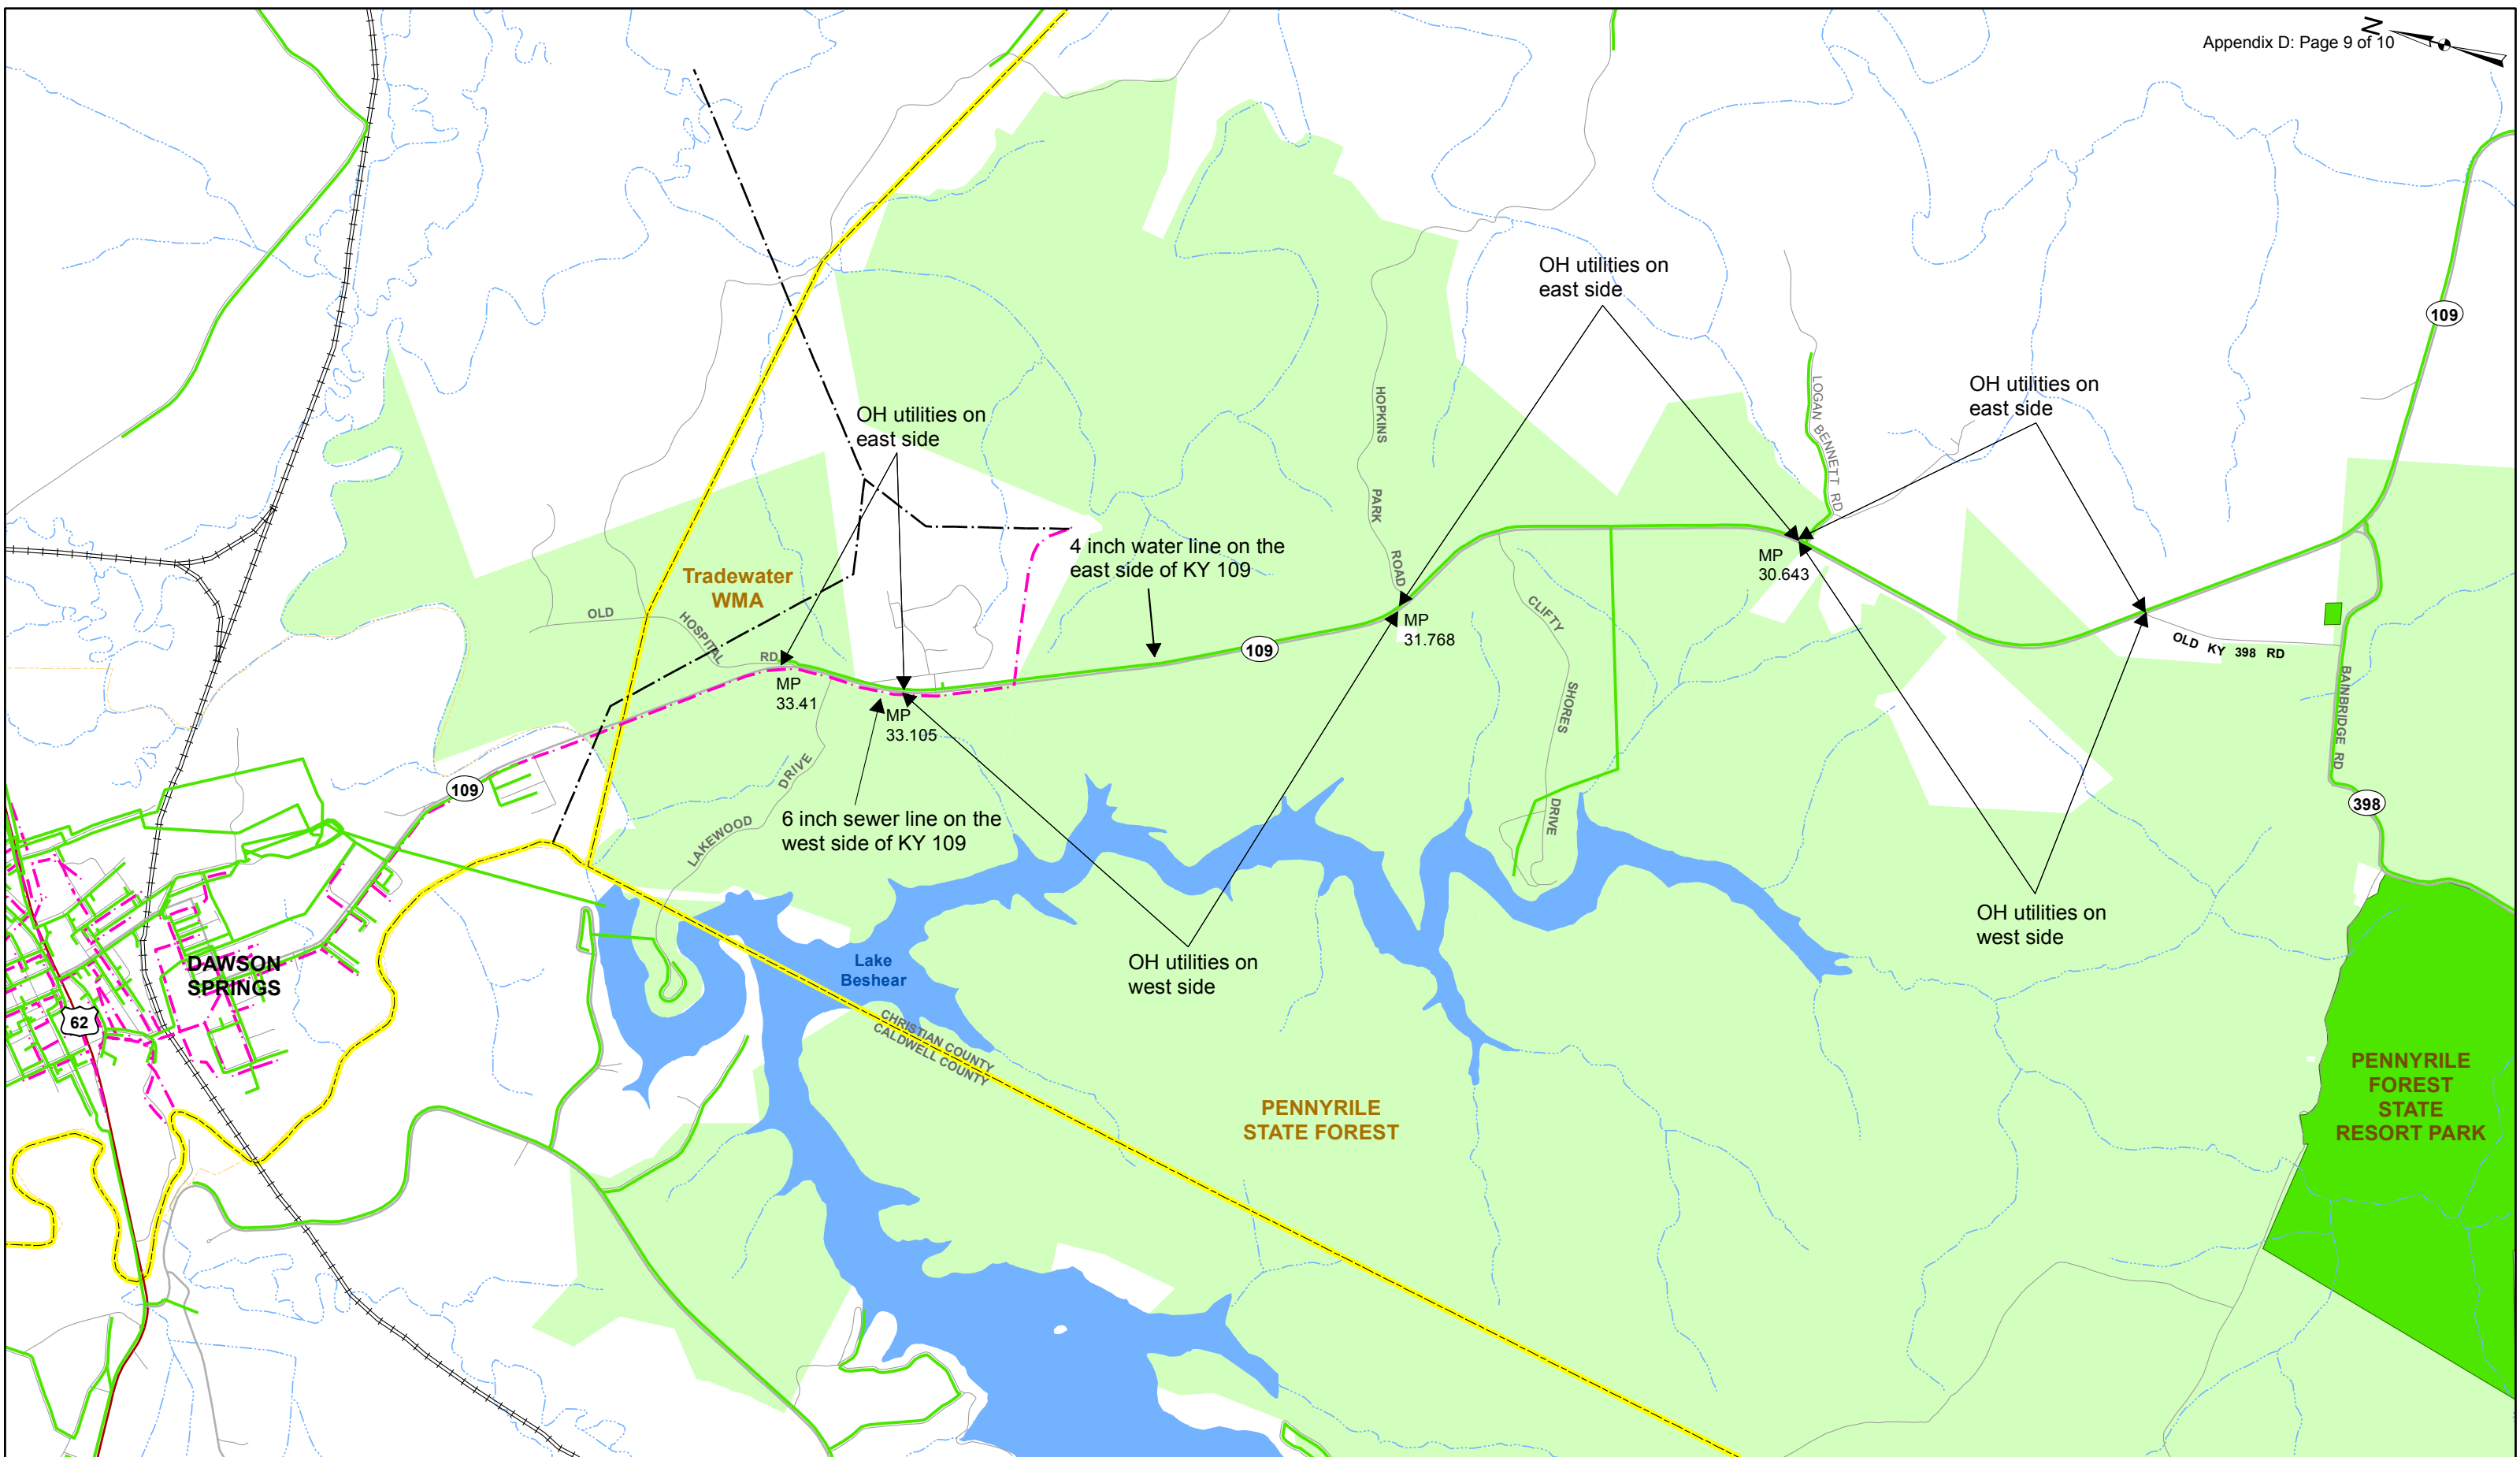 Appendix D: Page 9 of 10
N
109
OH utilities on
east side
OH utilities on
east side
OH utilities on
east side
HOPKINS
PARK
ROAD
LOGAN BENNETT RD
4 inch water line on the
east side of KY 109
MP
30.643
Tradewater
WMA
OLD
HOSPITAL
RD
109
MP
31.768
CLIFTY
SHORES
DRIVE
OLD KY 398 RD
BAINBRIDGE RD
MP
33.41
MP
33.105
109
LAKEWOOD
DRIVE
6 inch sewer line on the
west side of KY 109
398
DAWSON
SPRINGS
62
Lake
Beshear
OH utilities on
west side
OH utilities on
west side
CHRISTIAN COUNTY
CALDWELL COUNTY
PENNYRILE
STATE FOREST
PENNYRILE
FOREST
STATE
RESORT PARK